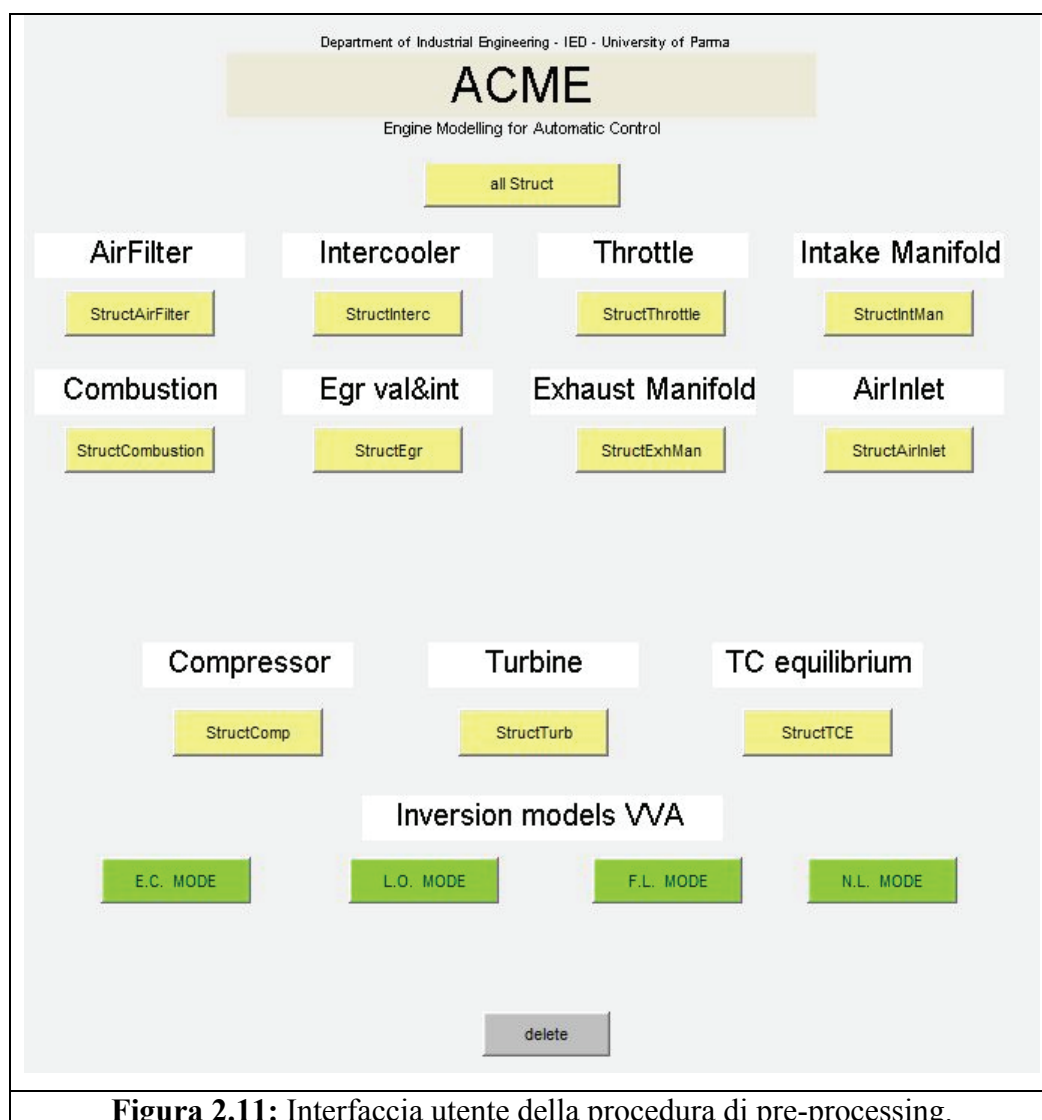 Department of Industrial Engineering - IED - University of Parma
ACME
Engine Modelling for Automatic Control
all Struct
AirFilter Intercooler Throttle Intake Manifold
StructAirFilter StructInterc StructThrottle StructIntMan
Combustion Egr val&int Exhaust Manifold AirInlet
StructCombustion StructEgr StructExhMan StructAirInlet
Compressor Turbine TC equilibrium
StructComp StructTurb StructTCE
Inversion models VVA
E.C. MODE L.O. MODE F.L. MODE N.L. MODE
delete
Figura 2.11: Interfaccia utente della procedura di pre-processing.